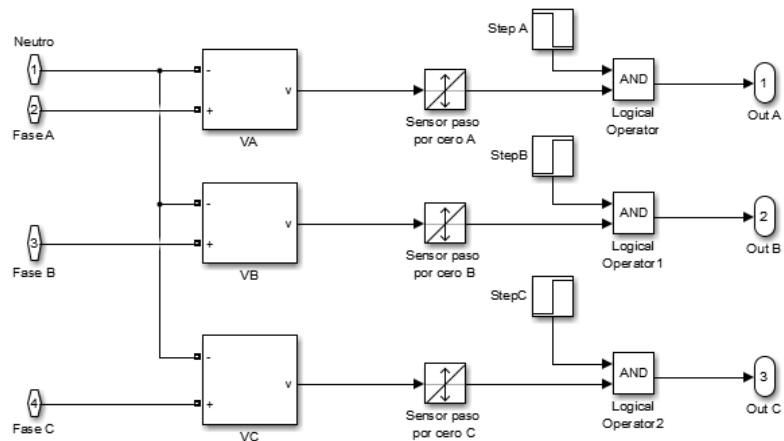 Neutro
1
2
Fase A
-
+
v
VA
Sensor paso
por cero A
Step A
AND
Logical
Operator
1
Out A
3
Fase B
-
+
v
VB
Sensor paso
por cero B
StepB
AND
Logical
Operator1
2
Out B
4
Fase C
-
+
v
VC
Sensor paso
por cero C
StepC
AND
Logical
Operator2
3
Out C